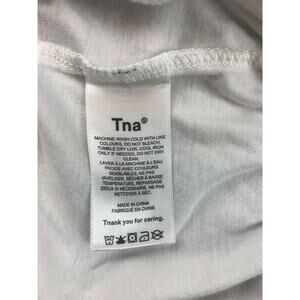 Tna®
MACHINE WASH COLD WITH LIKE
COLOURS, DO NOT BLEACH,
TUMBLE DRY LOW, COOL IRON
ONLY IF NEEDED, DO NOT DRY
CLEAN.
LAVER À LA MACHINE À L'EAU
FROIDE AVEC COULEURS
SEMBLABLES, NE PAS
JAVELISER, SÉCHER À BASSE
TEMPÉRATURE, REPASSAGE
DOUX SI NÉCESSAIRE, NE PAS
NETTOYER À SEC.
MADE IN CHINA
FABRIQUÉ EN CHINE
Tnank you for caring.